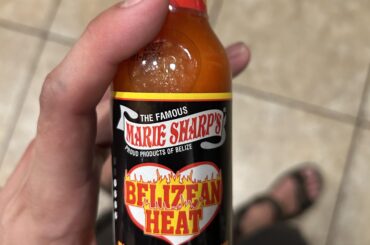 THE FAMOUS
MARIE SHARP'S
PROUD PRODUCTS OF BELIZE
BELIZEAN
HEAT